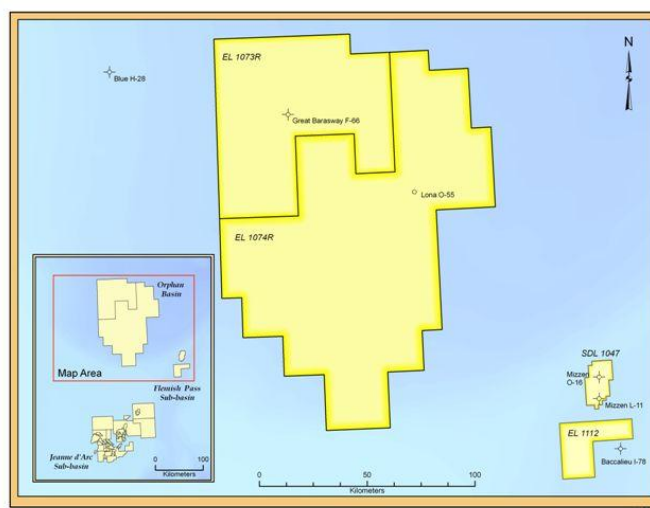 EL 1073R
N
Blue H-28
Great Barasway F-66
Lona O-55
EL 1074R
Orphan
Basin
Map Area
Flemish Pass
Sub-basin
Jeanne d'Arc
Sub-basin
0 100
Kilometers
SDL 1047
Mizzen
O-16
Mizzen L-11
EL 1112
Baccalieu I-78
0 50 100
Kilometers